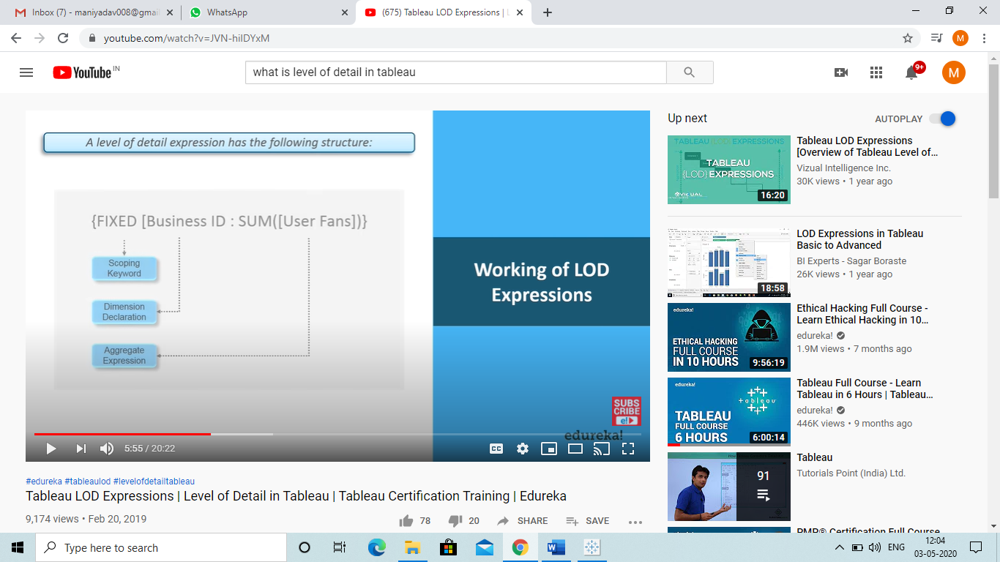 Inbox (7) - maniyadav008@gmai
WhatsApp
(675) Tableau LOD Expressions | L
youtube.com/watch?v=JVN-hiIDYxM
M
YouTube IN
what is level of detail in tableau
9+
M
A level of detail expression has the following structure:
{FIXED [Business ID : SUM([User Fans])}
Scoping
Keyword
Dimension
Declaration
Aggregate
Expression
Working of LOD
Expressions
SUBS
CRIBE
e!
edureka!
5:55 / 20:22
CC
#edureka #tableaulod #levelofdetailtableau
Tableau LOD Expressions | Level of Detail in Tableau | Tableau Certification Training | Edureka
9,174 views • Feb 20, 2019
78
20
SHARE
SAVE
Up next
AUTOPLAY
TABLEAU {LOD} EXPRESSIONS
TABLEAU
{LOD} EXPRESSIONS
VIZUAL
16:20
Tableau LOD Expressions
[Overview of Tableau Level of...
Vizual Intelligence Inc.
30K views • 1 year ago
18:58
LOD Expressions in Tableau
Basic to Advanced
BI Experts - Sagar Boraste
26K views • 1 year ago
edureka!
ETHICAL HACKING
FULL COURSE
IN 10 HOURS
9:56:19
Ethical Hacking Full Course -
Learn Ethical Hacking in 10...
edureka!
1.9M views • 7 months ago
edureka!
tableau
TABLEAU
FULL COURSE
6 HOURS
6:00:14
Tableau Full Course - Learn
Tableau in 6 Hours | Tableau...
edureka!
446K views • 9 months ago
91
Tableau
Tutorials Point (India) Ltd.
PMP® Certification Full Course
Type here to search
ENG
12:04
03-05-2020